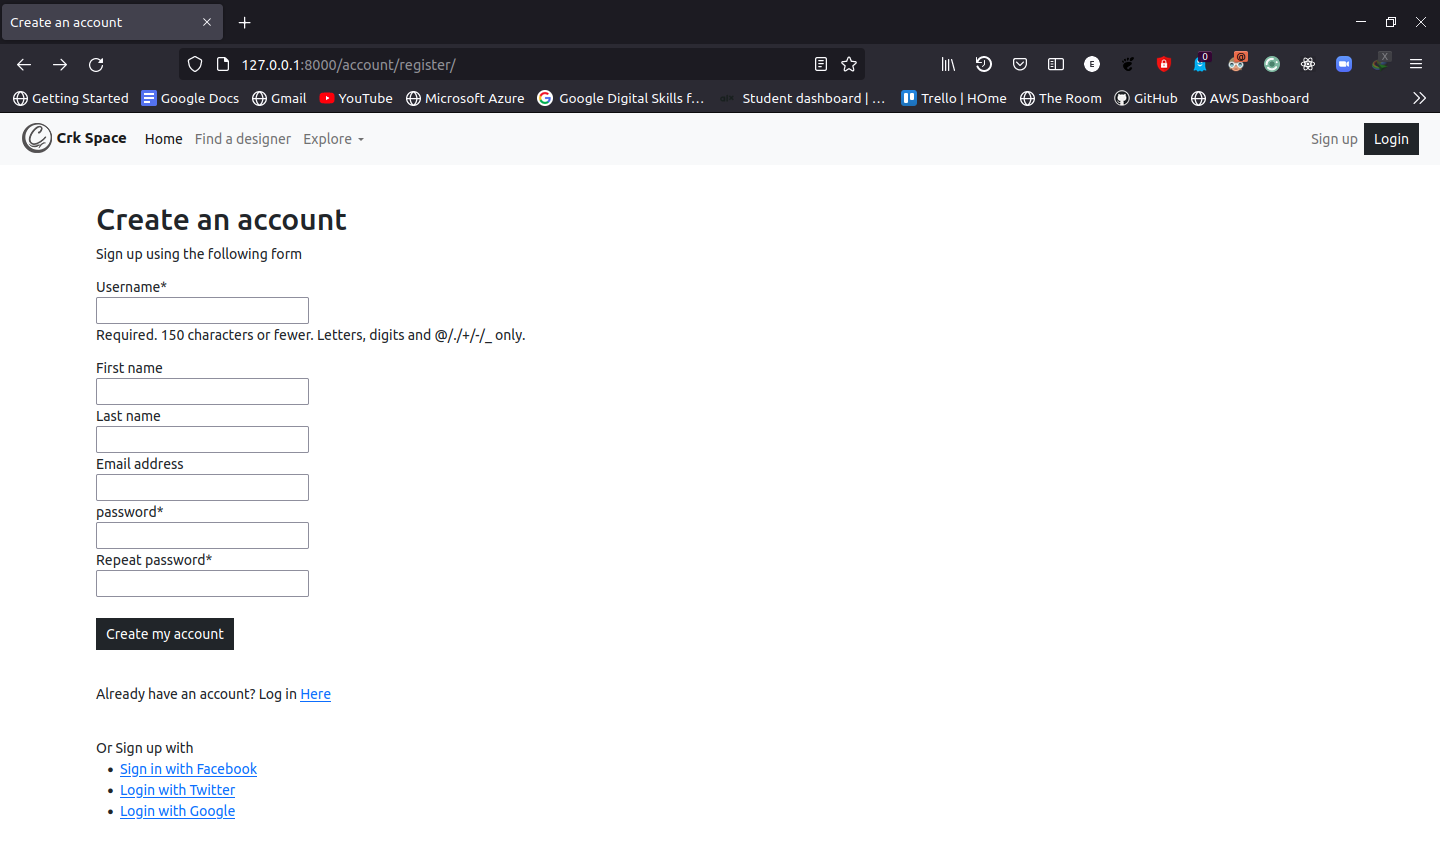 Create an account
127.0.0.1:8000/account/register/
E
0
@
X
Getting Started Google Docs Gmail YouTube Microsoft Azure Google Digital Skills f… Student dashboard | … Trello | HOme The Room GitHub AWS Dashboard
Crk Space Home Find a designer Explore Sign up Login
Create an account
Sign up using the following form
Username*
Required. 150 characters or fewer. Letters, digits and @/./+/-/_ only.
First name
Last name
Email address
password*
Repeat password*
Create my account
Already have an account? Log in Here
Or Sign up with
Sign in with Facebook
Login with Twitter
Login with Google